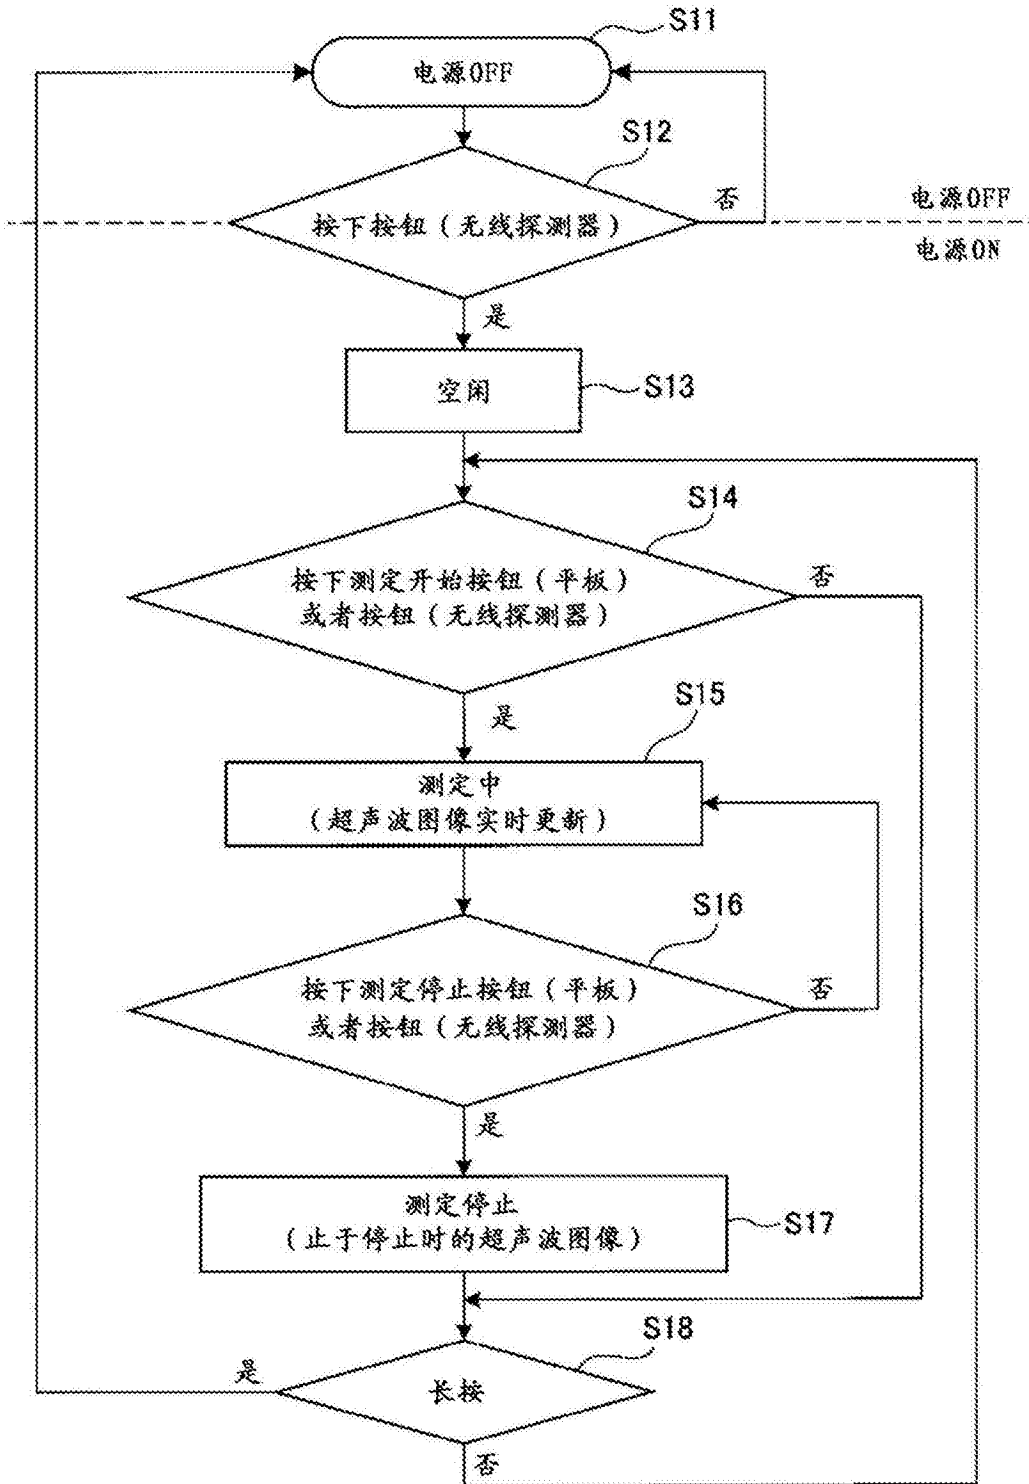 S11
电源OFF
S12
按下按钮(无线探测器)
否
电源OFF
电源ON
是
空闲
S13
S14
按下测定开始按钮(平板)
或者按钮(无线探测器)
否
是
S15
测定中
(超声波图像实时更新)
S16
按下测定停止按钮(平板)
或者按钮(无线探测器)
否
是
测定停止
(止于停止时的超声波图像)
S17
S18
是
长按
否